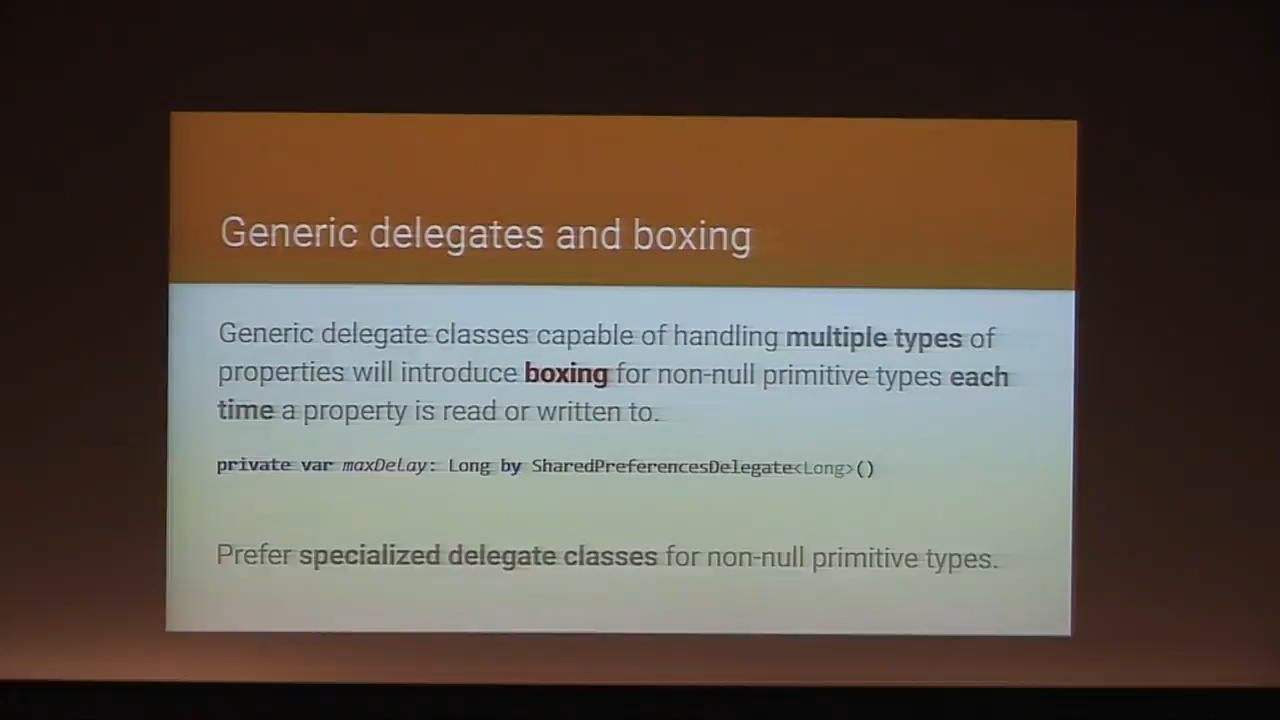 Generic delegates and boxing
Generic delegate classes capable of handling multiple types of
properties will introduce boxing for non-null primitive types each
time a property is read or written to.
private var maxDelay: Long by SharedPreferencesDelegate<Long>()
Prefer specialized delegate classes for non-null primitive types.